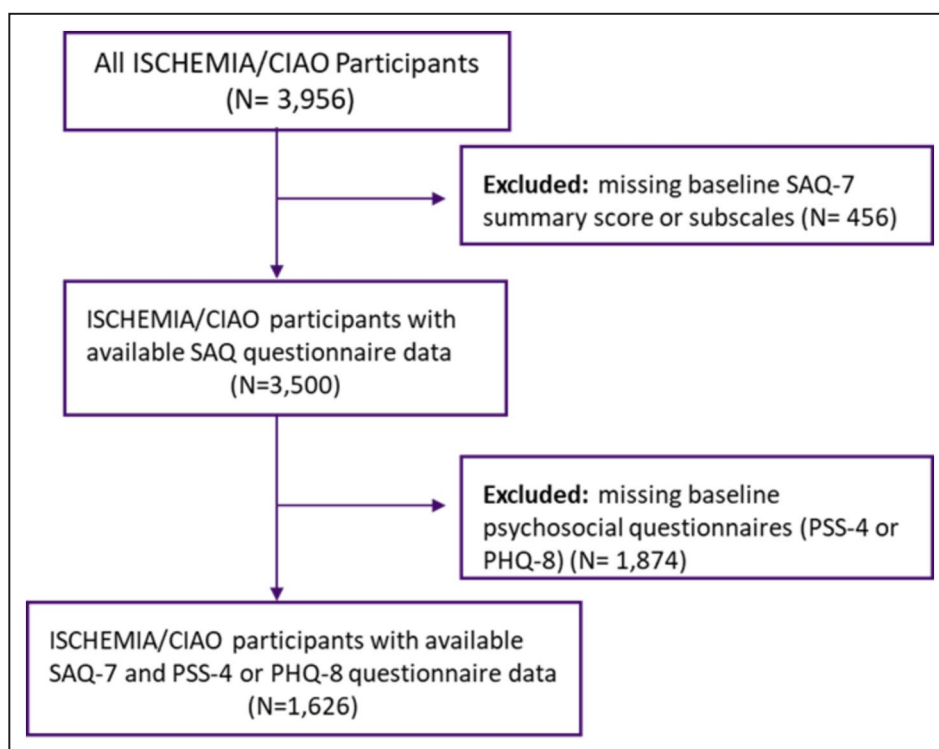 All ISCHEMIA/CIAO Participants
(N= 3,956)
Excluded: missing baseline SAQ-7
summary score or subscales (N= 456)
ISCHEMIA/CIAO participants with
available SAQ questionnaire data
(N=3,500)
Excluded: missing baseline
psychosocial questionnaires (PSS-4 or
PHQ-8) (N= 1,874)
ISCHEMIA/CIAO participants with available
SAQ-7 and PSS-4 or PHQ-8 questionnaire data
(N=1,626)